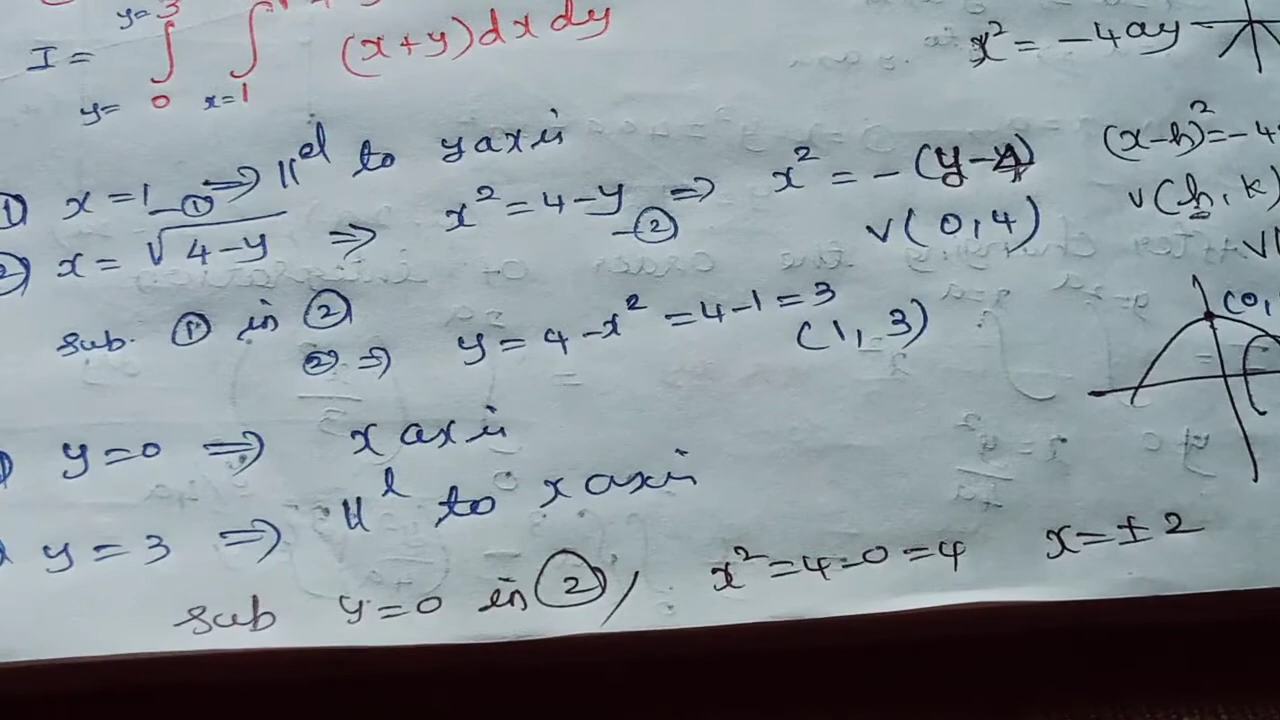 y=3
I = ∫ ∫ (x+y)dx dy
y= 0 x=1
x² = -4ay
1) x=1 -① ⇒ ||el to y axis
2) x = √4-y ⇒ x² = 4-y -② ⇒ x² = -(y-4)
v(0,4)
(x-h)² = -4
v(h,k)
sub. ① in ②
② ⇒ y = 4-x² = 4-1 = 3
(1, 3)
(0,
y=0 ⇒ x axis
y=3 ⇒ ||l to x axis
sub y=0 in ②, x² = 4-0 = 4 x = ±2